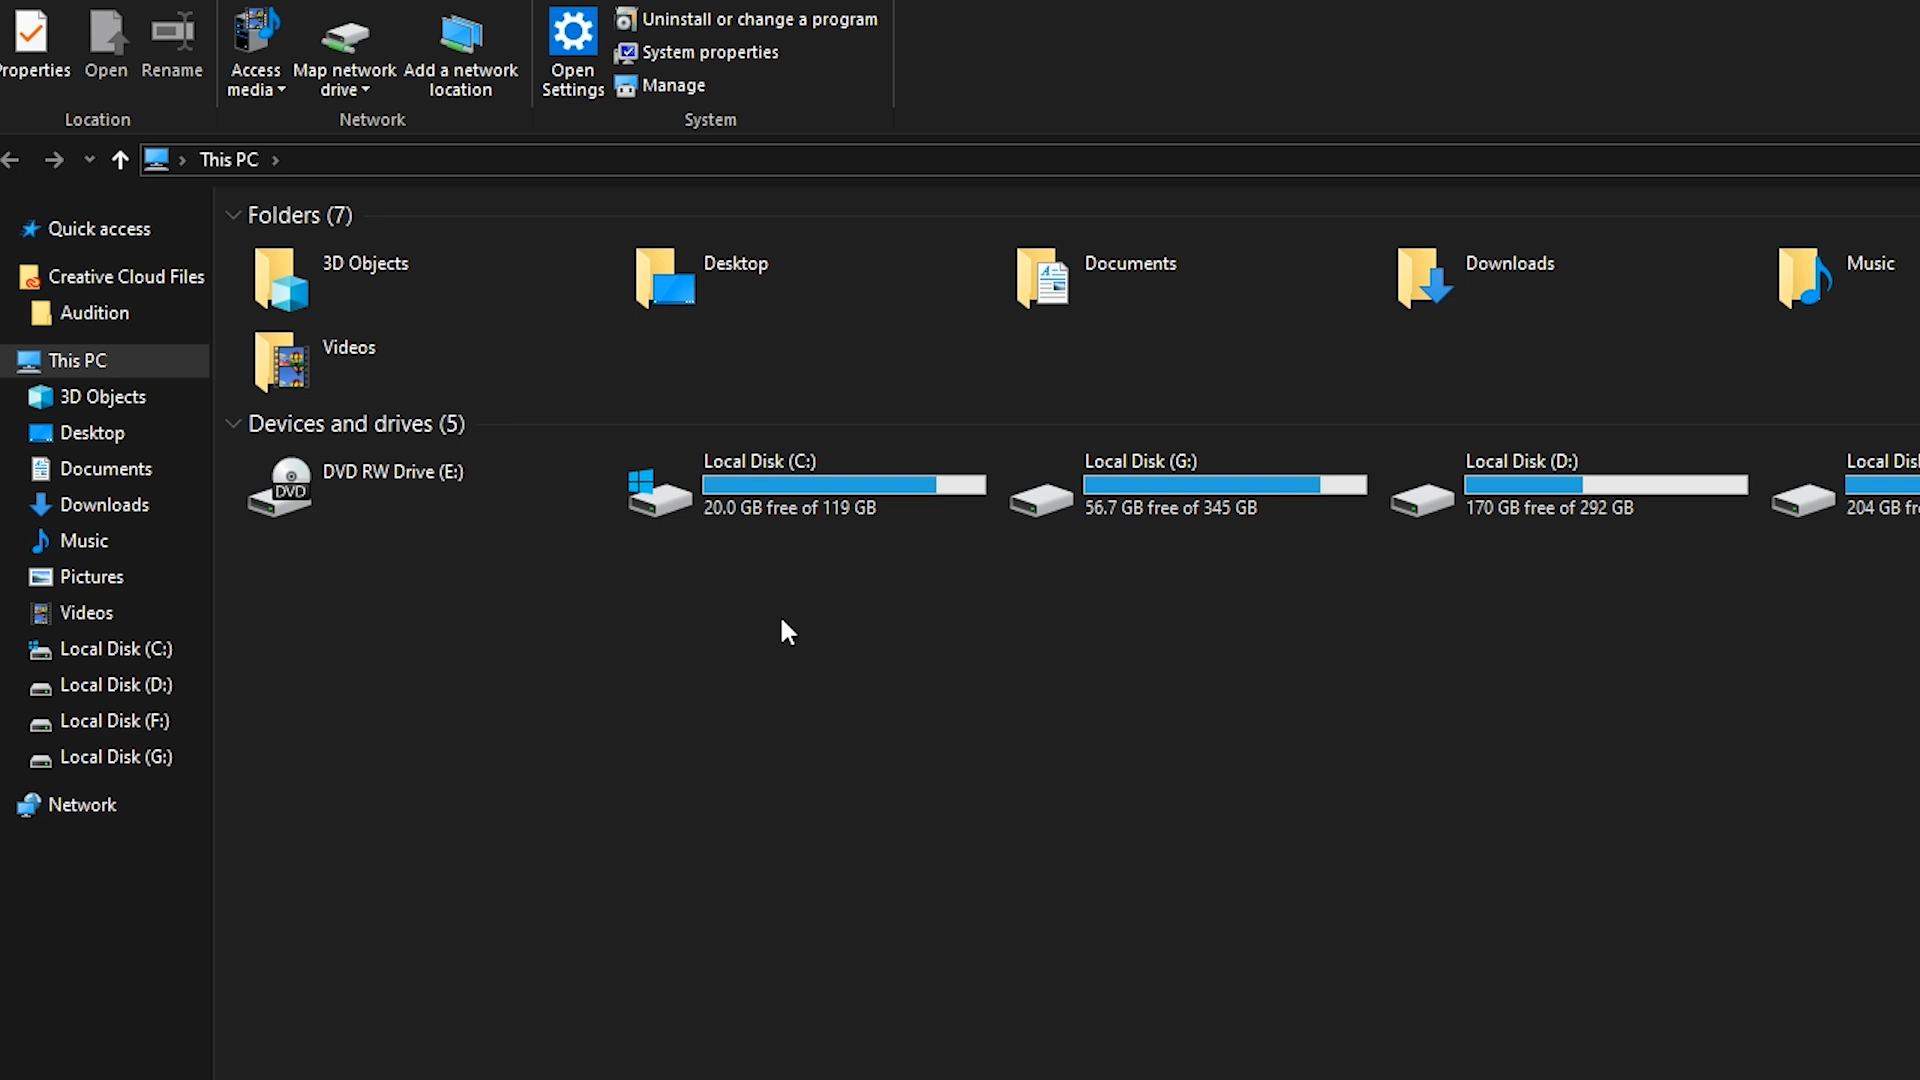 Properties
Open
Rename
Access media
Map network drive
Add a network location
Open Settings
Uninstall or change a program
System properties
Manage
Location
Network
System
This PC
Quick access
Creative Cloud Files
Audition
This PC
3D Objects
Desktop
Documents
Downloads
Music
Pictures
Videos
Local Disk (C:)
Local Disk (D:)
Local Disk (F:)
Local Disk (G:)
Network
Folders (7)
3D Objects
Desktop
Documents
Downloads
Music
Videos
Devices and drives (5)
DVD
DVD RW Drive (E:)
Local Disk (C:)
20.0 GB free of 119 GB
Local Disk (G:)
56.7 GB free of 345 GB
Local Disk (D:)
170 GB free of 292 GB
Local Disk
204 GB